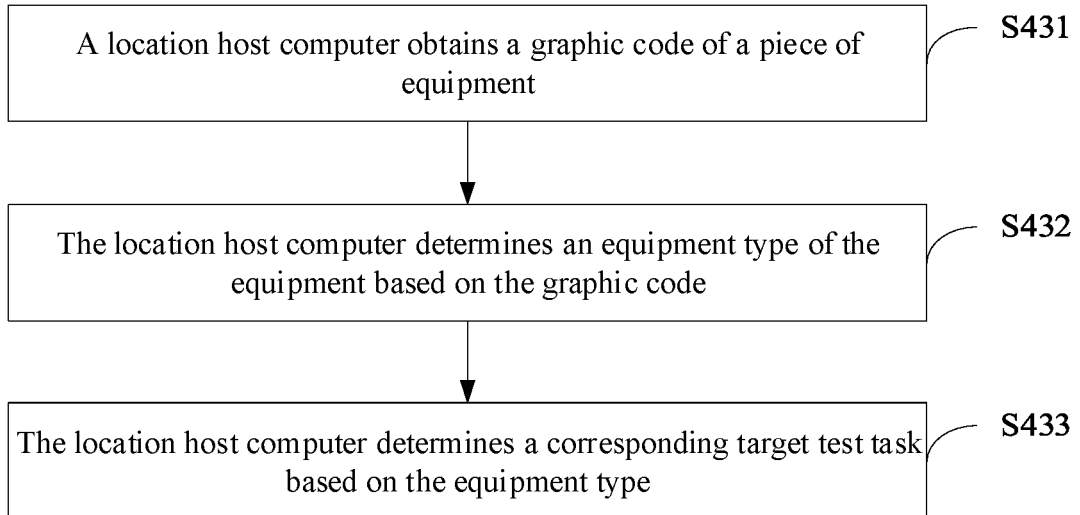 A location host computer obtains a graphic code of a piece of
equipment
S431
The location host computer determines an equipment type of the
equipment based on the graphic code
S432
The location host computer determines a corresponding target test task
based on the equipment type
S433